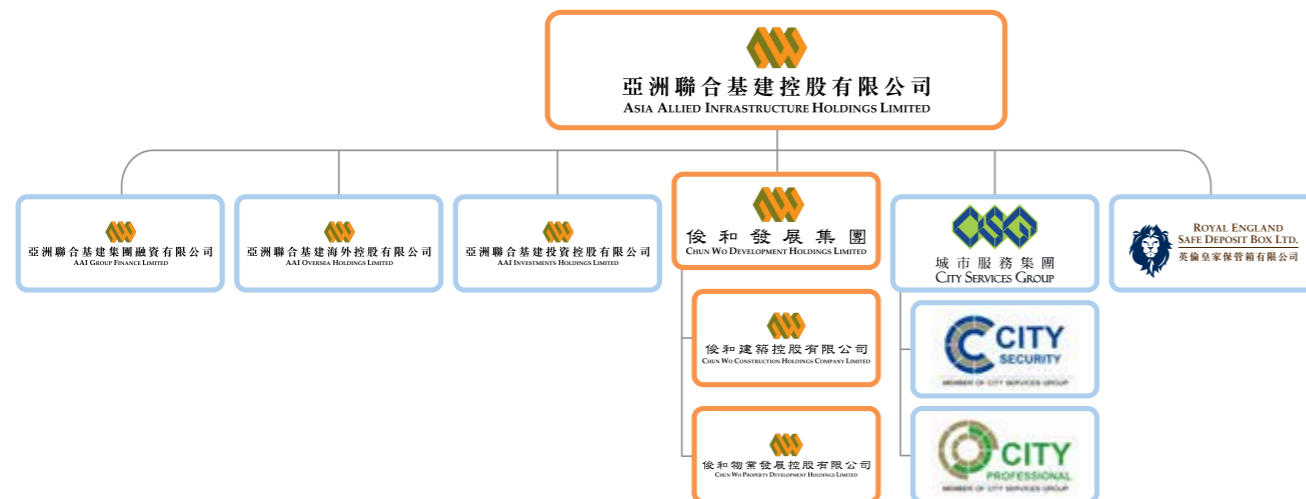 亞洲聯合基建控股有限公司
ASIA ALLIED INFRASTRUCTURE HOLDINGS LIMITED
亞洲聯合基建集團融資有限公司
AAI GROUP FINANCE LIMITED
亞洲聯合基建海外控股有限公司
AAI OVERSEA HOLDINGS LIMITED
亞洲聯合基建投資控股有限公司
AAI INVESTMENTS HOLDINGS LIMITED
俊和發展集團
CHUN WO DEVELOPMENT HOLDINGS LIMITED
城市服務集團
CITY SERVICES GROUP
ROYAL ENGLAND
SAFE DEPOSIT BOX LTD.
英倫皇家保管箱有限公司
俊和建築控股有限公司
CHUN WO CONSTRUCTION HOLDINGS COMPANY LIMITED
CITY
SECURITY
MEMBER OF CITY SERVICES GROUP
俊和物業發展控股有限公司
CHUN WO PROPERTY DEVELOPMENT HOLDINGS LIMITED
CITY
PROFESSIONAL
MEMBER OF CITY SERVICES GROUP